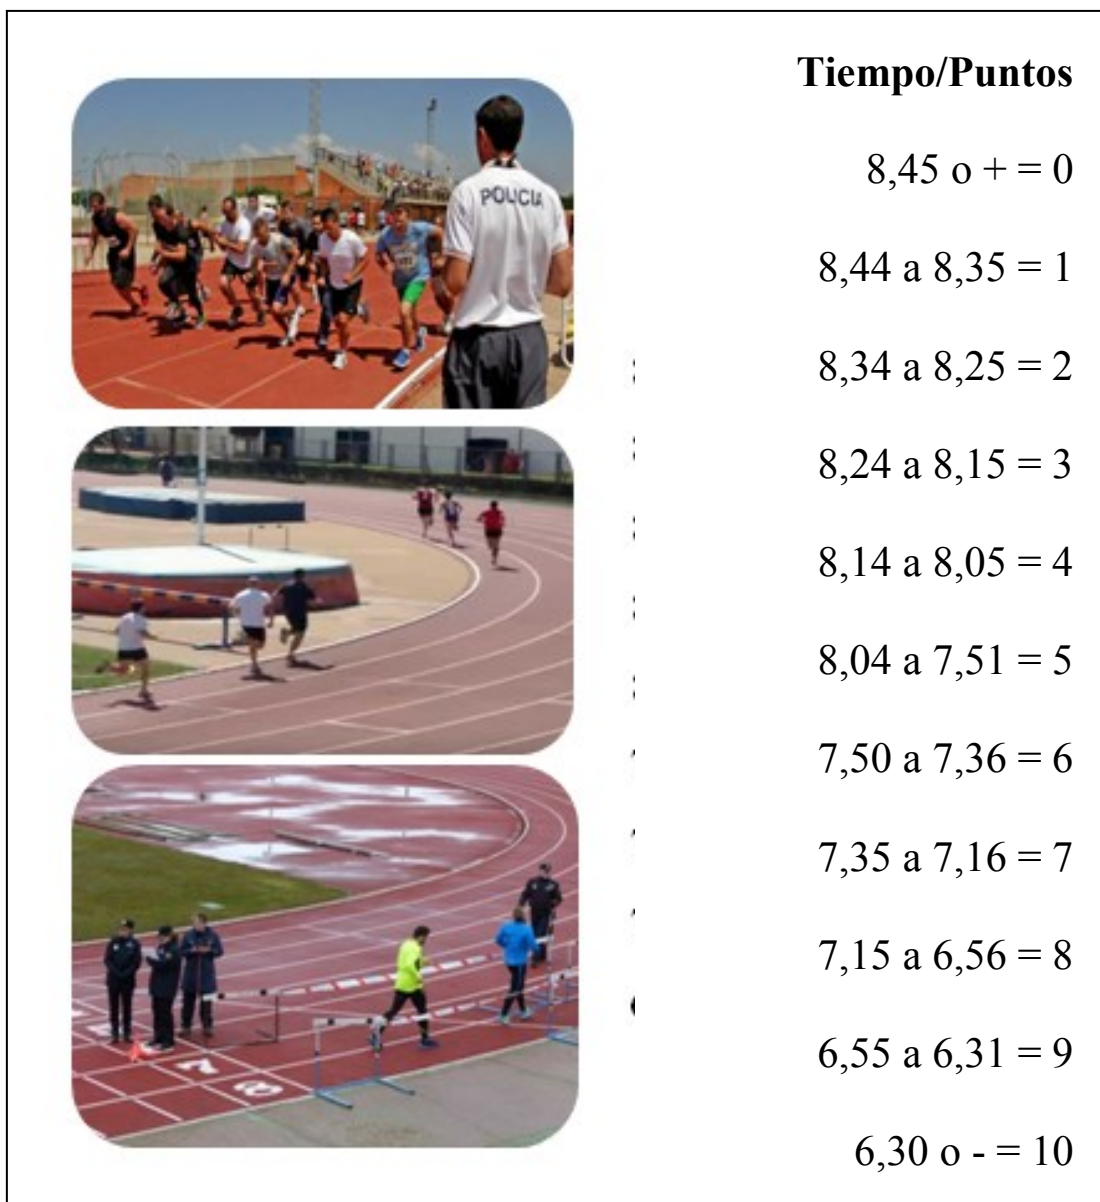 Tiempo/Puntos
POLICIA
8,45 o + = 0
8,44 a 8,35 = 1
8,34 a 8,25 = 2
8,24 a 8,15 = 3
8,14 a 8,05 = 4
8,04 a 7,51 = 5
7,50 a 7,36 = 6
7,35 a 7,16 = 7
7,15 a 6,56 = 8
6,55 a 6,31 = 9
6,30 o - = 10
7
8